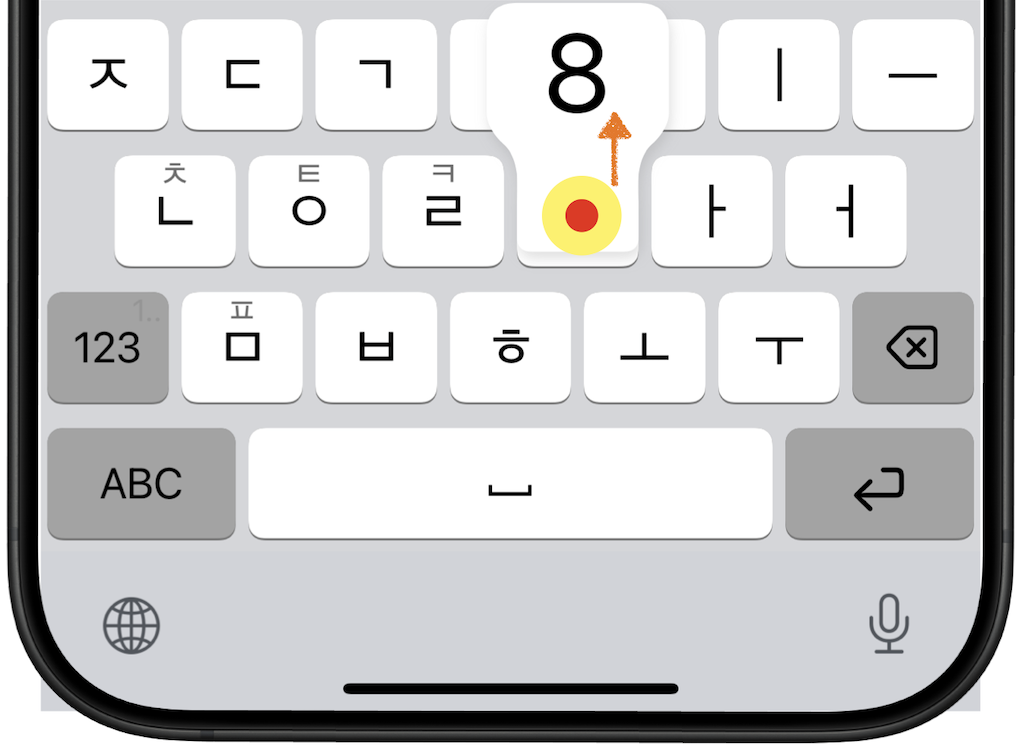 8
ㅈ ㄷ ㄱ ㅣ ㅡ
ㅊ ㅌ ㅋ
ㄴ ㅇ ㄹ ㅏ ㅓ
1..
ㅍ
123 ㅁ ㅂ ㅎ ㅗ ㅜ
ABC